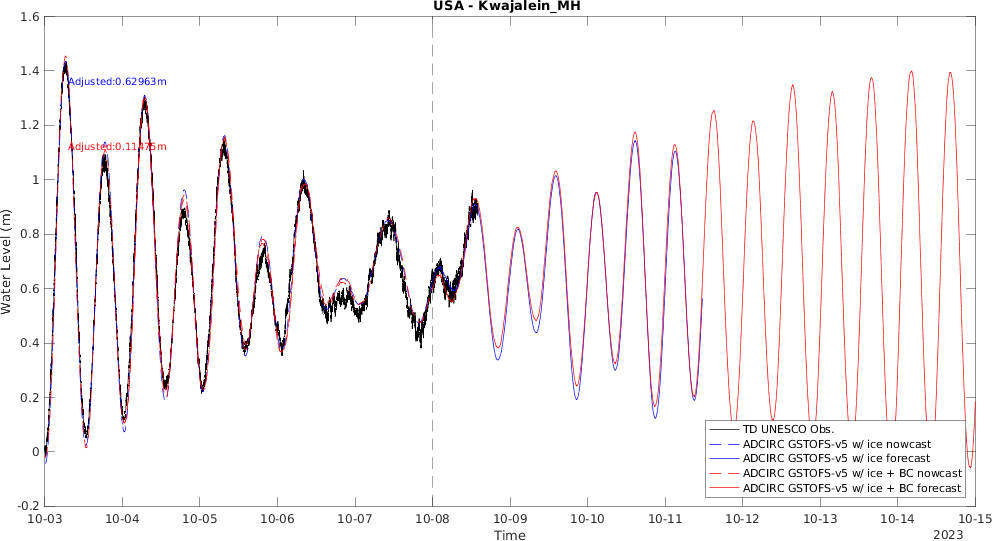 USA - Kwajalein_MH
1.6
1.4
1.2
1
0.8
0.6
0.4
0.2
0
-0.2
Water Level (m)
Adjusted:0.62963m
Adjusted:0.11475m
TD UNESCO Obs.
ADCIRC GSTOFS-v5 w/ ice nowcast
ADCIRC GSTOFS-v5 w/ ice forecast
ADCIRC GSTOFS-v5 w/ ice + BC nowcast
ADCIRC GSTOFS-v5 w/ ice + BC forecast
10-03 10-04 10-05 10-06 10-07 10-08 10-09 10-10 10-11 10-12 10-13 10-14 10-15
Time
2023